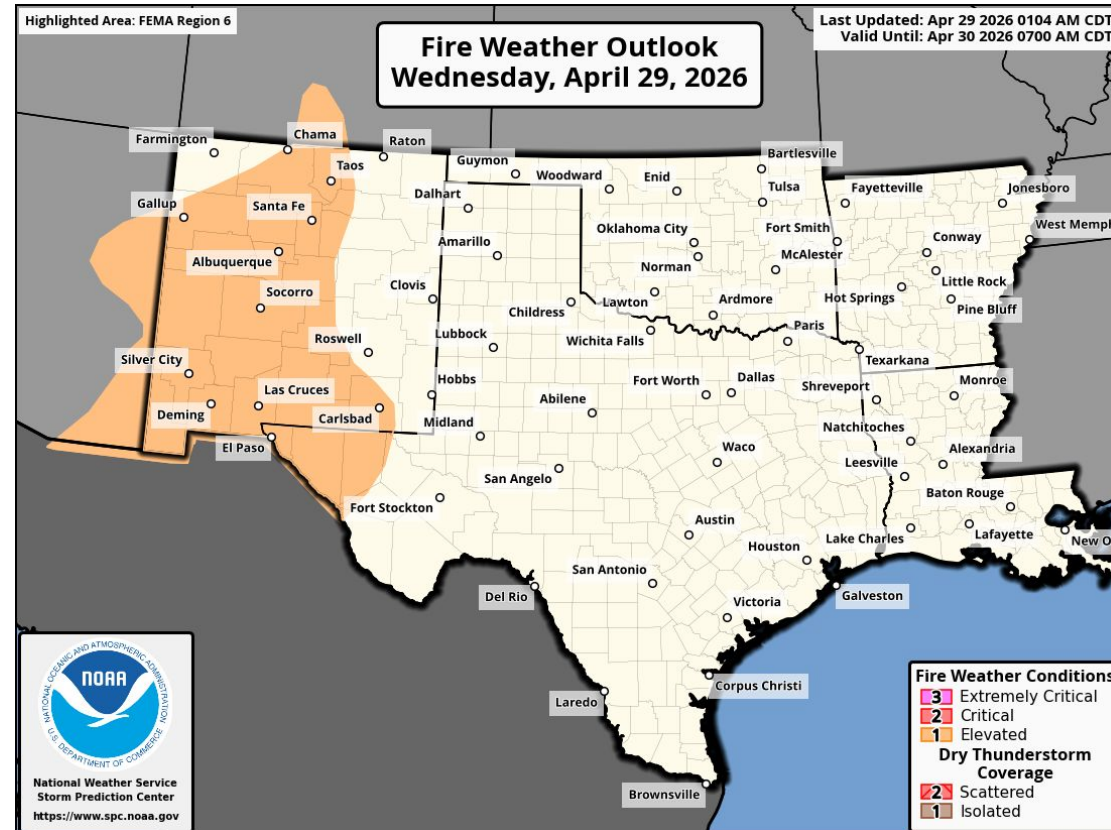 Highlighted Area: FEMA Region 6
Last Updated: Apr 29 2026 0104 AM CDT
Valid Until: Apr 30 2026 0700 AM CDT
Fire Weather Outlook
Wednesday, April 29, 2026
Farmington
Chama
Raton
Taos
Guymon
Woodward
Enid
Bartlesville
Dalhart
Tulsa
Fayetteville
Jonesboro
Gallup
Santa Fe
West Memph
Oklahoma City
Fort Smith
Conway
Amarillo
Albuquerque
Norman
McAlester
Little Rock
Socorro
Clovis
Childress
Lawton
Ardmore
Hot Springs
Pine Bluff
Roswell
Lubbock
Wichita Falls
Paris
Texarkana
Silver City
Las Cruces
Hobbs
Fort Worth
Dallas
Shreveport
Monroe
Deming
Carlsbad
Midland
Abilene
Natchitoches
El Paso
Waco
Alexandria
San Angelo
Leesville
Fort Stockton
Baton Rouge
Austin
Houston
Lake Charles
Lafayette
New O
San Antonio
Del Rio
Galveston
Victoria
Corpus Christi
Laredo
Brownsville
NATIONAL OCEANIC AND ATMOSPHERIC ADMINISTRATION
NOAA
U.S. DEPARTMENT OF COMMERCE
National Weather Service
Storm Prediction Center
https://www.spc.noaa.gov
Fire Weather Conditions
3 Extremely Critical
2 Critical
1 Elevated
Dry Thunderstorm
Coverage
2 Scattered
1 Isolated